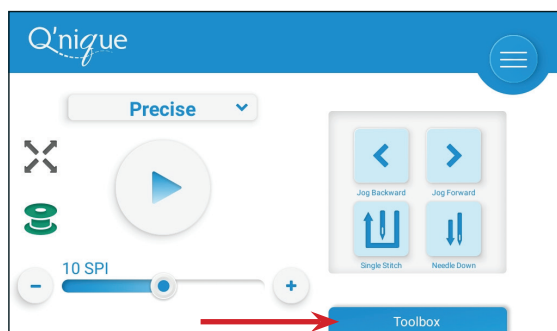 Q'nique
Precise
Jog Backward
Jog Forward
Single Stitch
Needle Down
10 SPI
Toolbox